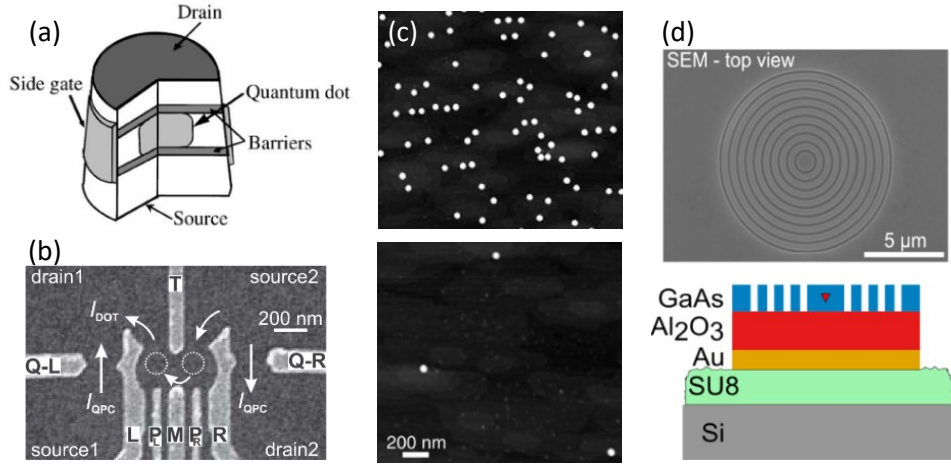 (a)
Drain
Side gate
Quantum dot
Barriers
Source
(b)
drain1
T
source2
I_DOT
200 nm
Q-L
Q-R
I_QPC
I_QPC
L
P_L
M
P_R
R
source1
drain2
(c)
200 nm
(d)
SEM - top view
5 µm
GaAs
Al₂O₃
Au
SU8
Si